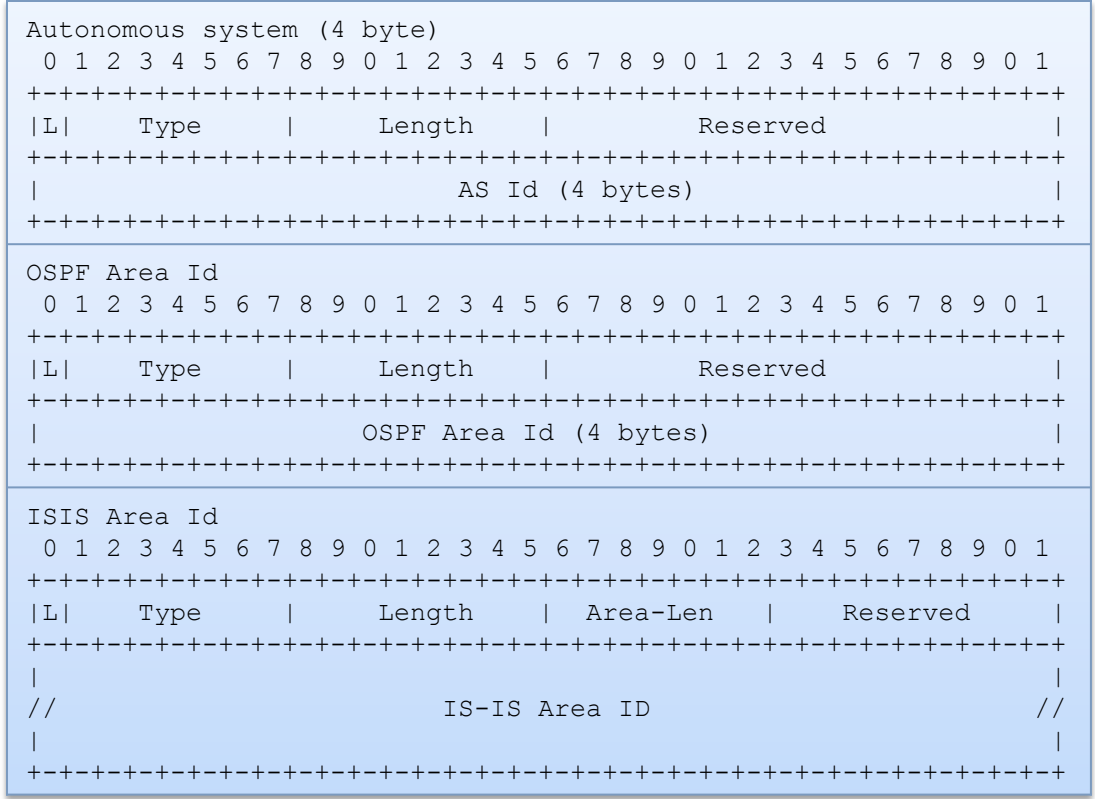 Autonomous system (4 byte)
 0 1 2 3 4 5 6 7 8 9 0 1 2 3 4 5 6 7 8 9 0 1 2 3 4 5 6 7 8 9 0 1
+-+-+-+-+-+-+-+-+-+-+-+-+-+-+-+-+-+-+-+-+-+-+-+-+-+-+-+-+-+-+-+-+
|L|    Type     |     Length    |         Reserved              |
+-+-+-+-+-+-+-+-+-+-+-+-+-+-+-+-+-+-+-+-+-+-+-+-+-+-+-+-+-+-+-+-+
|                          AS Id (4 bytes)                      |
+-+-+-+-+-+-+-+-+-+-+-+-+-+-+-+-+-+-+-+-+-+-+-+-+-+-+-+-+-+-+-+-+
OSPF Area Id
 0 1 2 3 4 5 6 7 8 9 0 1 2 3 4 5 6 7 8 9 0 1 2 3 4 5 6 7 8 9 0 1
+-+-+-+-+-+-+-+-+-+-+-+-+-+-+-+-+-+-+-+-+-+-+-+-+-+-+-+-+-+-+-+-+
|L|    Type     |     Length    |         Reserved              |
+-+-+-+-+-+-+-+-+-+-+-+-+-+-+-+-+-+-+-+-+-+-+-+-+-+-+-+-+-+-+-+-+
|                    OSPF Area Id (4 bytes)                     |
+-+-+-+-+-+-+-+-+-+-+-+-+-+-+-+-+-+-+-+-+-+-+-+-+-+-+-+-+-+-+-+-+
ISIS Area Id
 0 1 2 3 4 5 6 7 8 9 0 1 2 3 4 5 6 7 8 9 0 1 2 3 4 5 6 7 8 9 0 1
+-+-+-+-+-+-+-+-+-+-+-+-+-+-+-+-+-+-+-+-+-+-+-+-+-+-+-+-+-+-+-+-+
|L|    Type     |     Length    |  Area-Len   |    Reserved     |
+-+-+-+-+-+-+-+-+-+-+-+-+-+-+-+-+-+-+-+-+-+-+-+-+-+-+-+-+-+-+-+-+
|                                                               |
//                        IS-IS Area ID                        //
|                                                               |
+-+-+-+-+-+-+-+-+-+-+-+-+-+-+-+-+-+-+-+-+-+-+-+-+-+-+-+-+-+-+-+-+